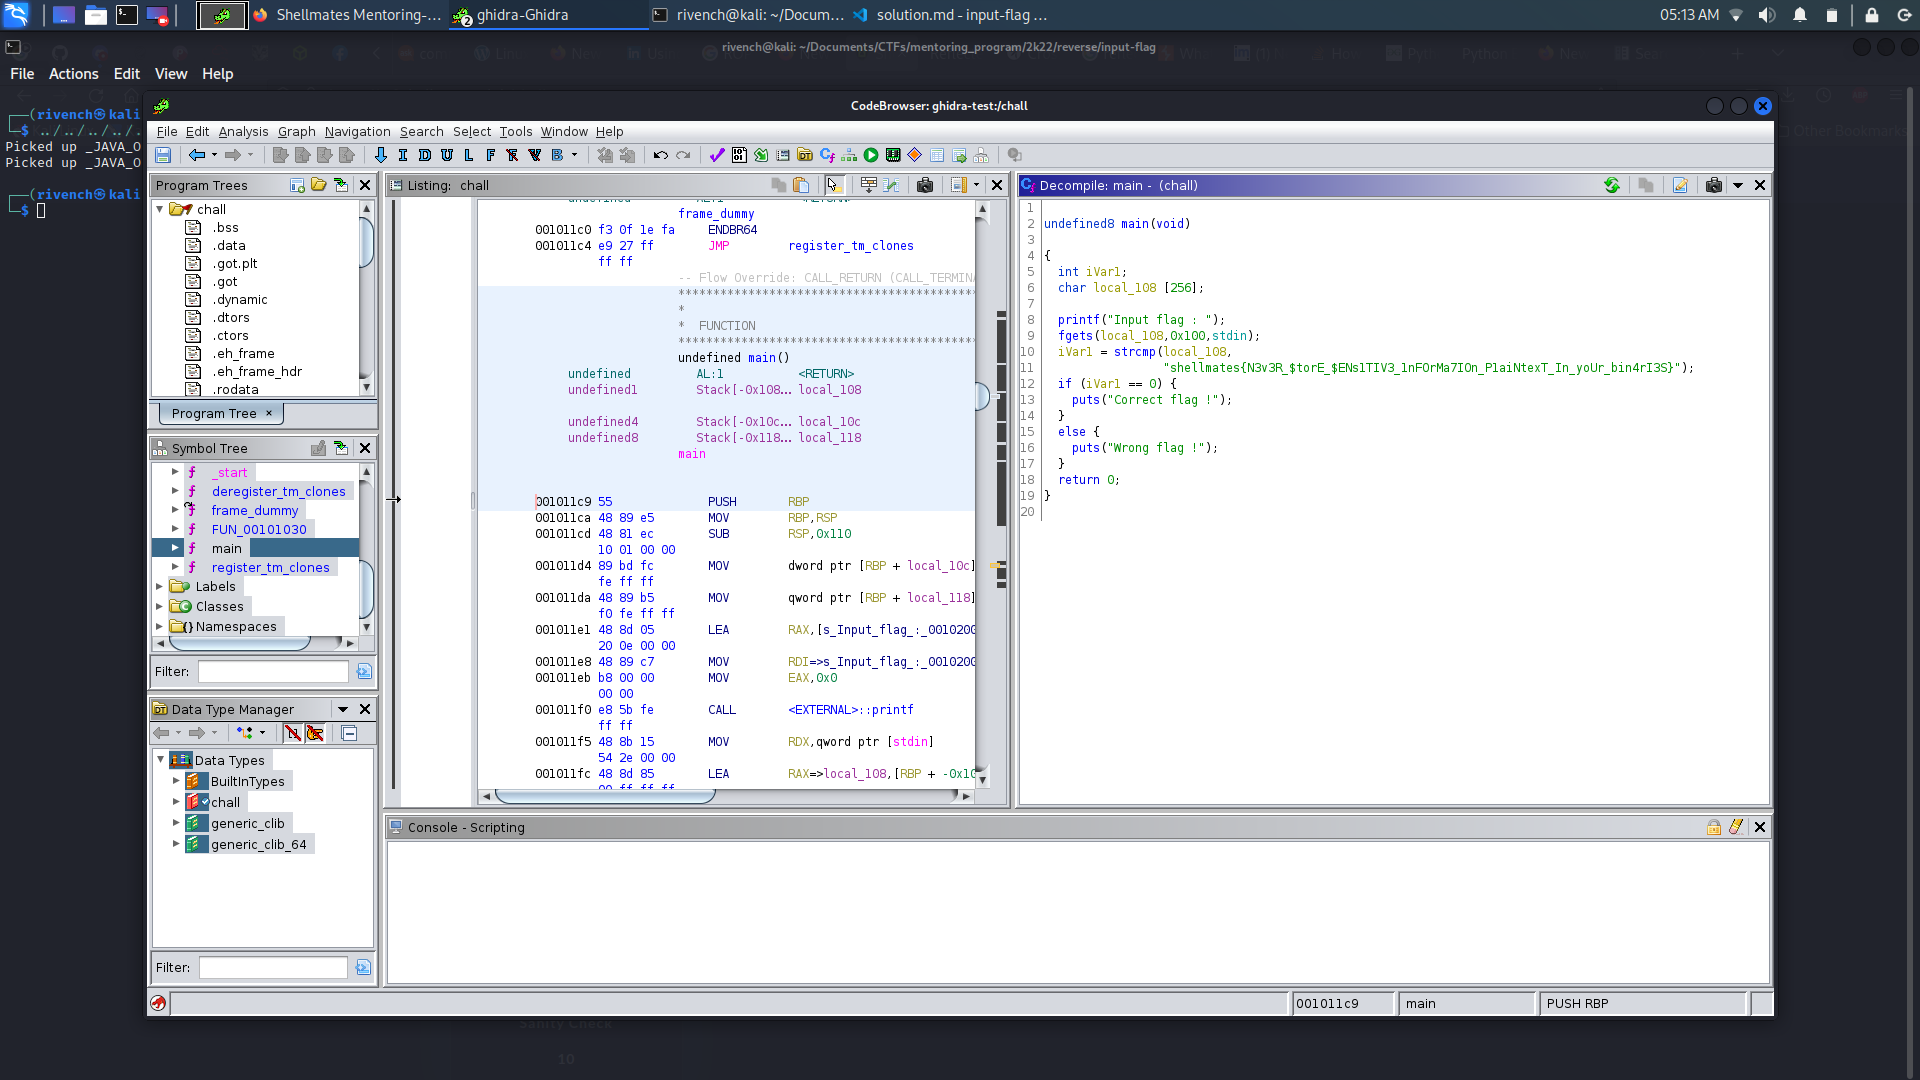 Shellmates Mentoring-...
2
ghidra-Ghidra
rivench@kali: ~/Docum...
solution.md - input-flag ...
05:13 AM
rivench@kali: ~/Documents/CTFs/mentoring_program/2k22/reverse/input-flag
File Actions Edit View Help
┌──(rivench㉿kali
└─$ ../../../../.
Picked up _JAVA_O
Picked up _JAVA_O
┌──(rivench㉿kali
└─$
Other Bookmarks
CodeBrowser: ghidra-test:/chall
File Edit Analysis Graph Navigation Search Select Tools Window Help
I D U L F B
Program Trees
chall
.bss
.data
.got.plt
.got
.dynamic
.dtors
.ctors
.eh_frame
.eh_frame_hdr
.rodata
Program Tree ×
Symbol Tree
_start
deregister_tm_clones
frame_dummy
FUN_00101030
main
register_tm_clones
Labels
Classes
Namespaces
Filter:
Data Type Manager
Data Types
BuiltInTypes
chall
generic_clib
generic_clib_64
Filter:
Listing: chall
undefined AL:1 <RETURN>
frame_dummy
001011c0 f3 0f 1e fa ENDBR64
001011c4 e9 27 ff JMP register_tm_clones
ff ff
-- Flow Override: CALL_RETURN (CALL_TERMINA
******************************************
*
* FUNCTION
******************************************
undefined main()
undefined AL:1 <RETURN>
undefined1 Stack[-0x108... local_108
undefined4 Stack[-0x10c... local_10c
undefined8 Stack[-0x118... local_118
main
001011c9 55 PUSH RBP
001011ca 48 89 e5 MOV RBP,RSP
001011cd 48 81 ec SUB RSP,0x110
10 01 00 00
001011d4 89 bd fc MOV dword ptr [RBP + local_10c]
fe ff ff
001011da 48 89 b5 MOV qword ptr [RBP + local_118]
f0 fe ff ff
001011e1 48 8d 05 LEA RAX,[s_Input_flag_:_0010200
20 0e 00 00
001011e8 48 89 c7 MOV RDI=>s_Input_flag_:_0010200
001011eb b8 00 00 MOV EAX,0x0
00 00
001011f0 e8 5b fe CALL <EXTERNAL>::printf
ff ff
001011f5 48 8b 15 MOV RDX,qword ptr [stdin]
54 2e 00 00
001011fc 48 8d 85 LEA RAX=>local_108,[RBP + -0x10
00 ff ff ff
Decompile: main - (chall)
1
2 undefined8 main(void)
3
4 {
5 int iVar1;
6 char local_108 [256];
7
8 printf("Input flag : ");
9 fgets(local_108,0x100,stdin);
10 iVar1 = strcmp(local_108,
11 "shellmates{N3v3R_$torE_$ENs1TIV3_1nFOrMa7IOn_PlaiNtexT_In_yoUr_bin4rI3S}");
12 if (iVar1 == 0) {
13 puts("Correct flag !");
14 }
15 else {
16 puts("Wrong flag !");
17 }
18 return 0;
19 }
20
Console - Scripting
001011c9
main
PUSH RBP
Sanity Check
10